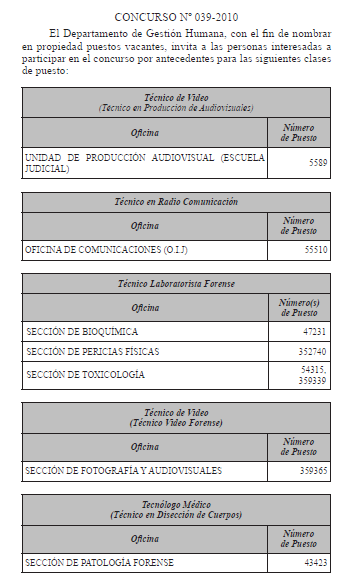 CONCURSO Nº 039-2010
El Departamento de Gestión Humana, con el fin de nombrar
en propiedad puestos vacantes, invita a las personas interesadas a
participar en el concurso por antecedentes para las siguientes clases
de puesto:
Técnico de Video
(Técnico en Producción de Audiovisuales)
Oficina
Número
de Puesto
UNIDAD DE PRODUCCIÓN AUDIOVISUAL (ESCUELA
JUDICIAL)
5589
Técnico en Radio Comunicación
Oficina
Número
de Puesto
OFICINA DE COMUNICACIONES (O.I.J)
55510
Técnico Laboratorista Forense
Oficina
Número(s)
de Puesto
SECCIÓN DE BIOQUÍMICA
47231
SECCIÓN DE PERICIAS FÍSICAS
352740
SECCIÓN DE TOXICOLOGÍA
54315,
359339
Técnico de Video
(Técnico Video Forense)
Oficina
Número
de Puesto
SECCIÓN DE FOTOGRAFÍA Y AUDIOVISUALES
359365
Tecnólogo Médico
(Técnico en Disección de Cuerpos)
Oficina
Número
de Puesto
SECCIÓN DE PATOLOGÍA FORENSE
43423